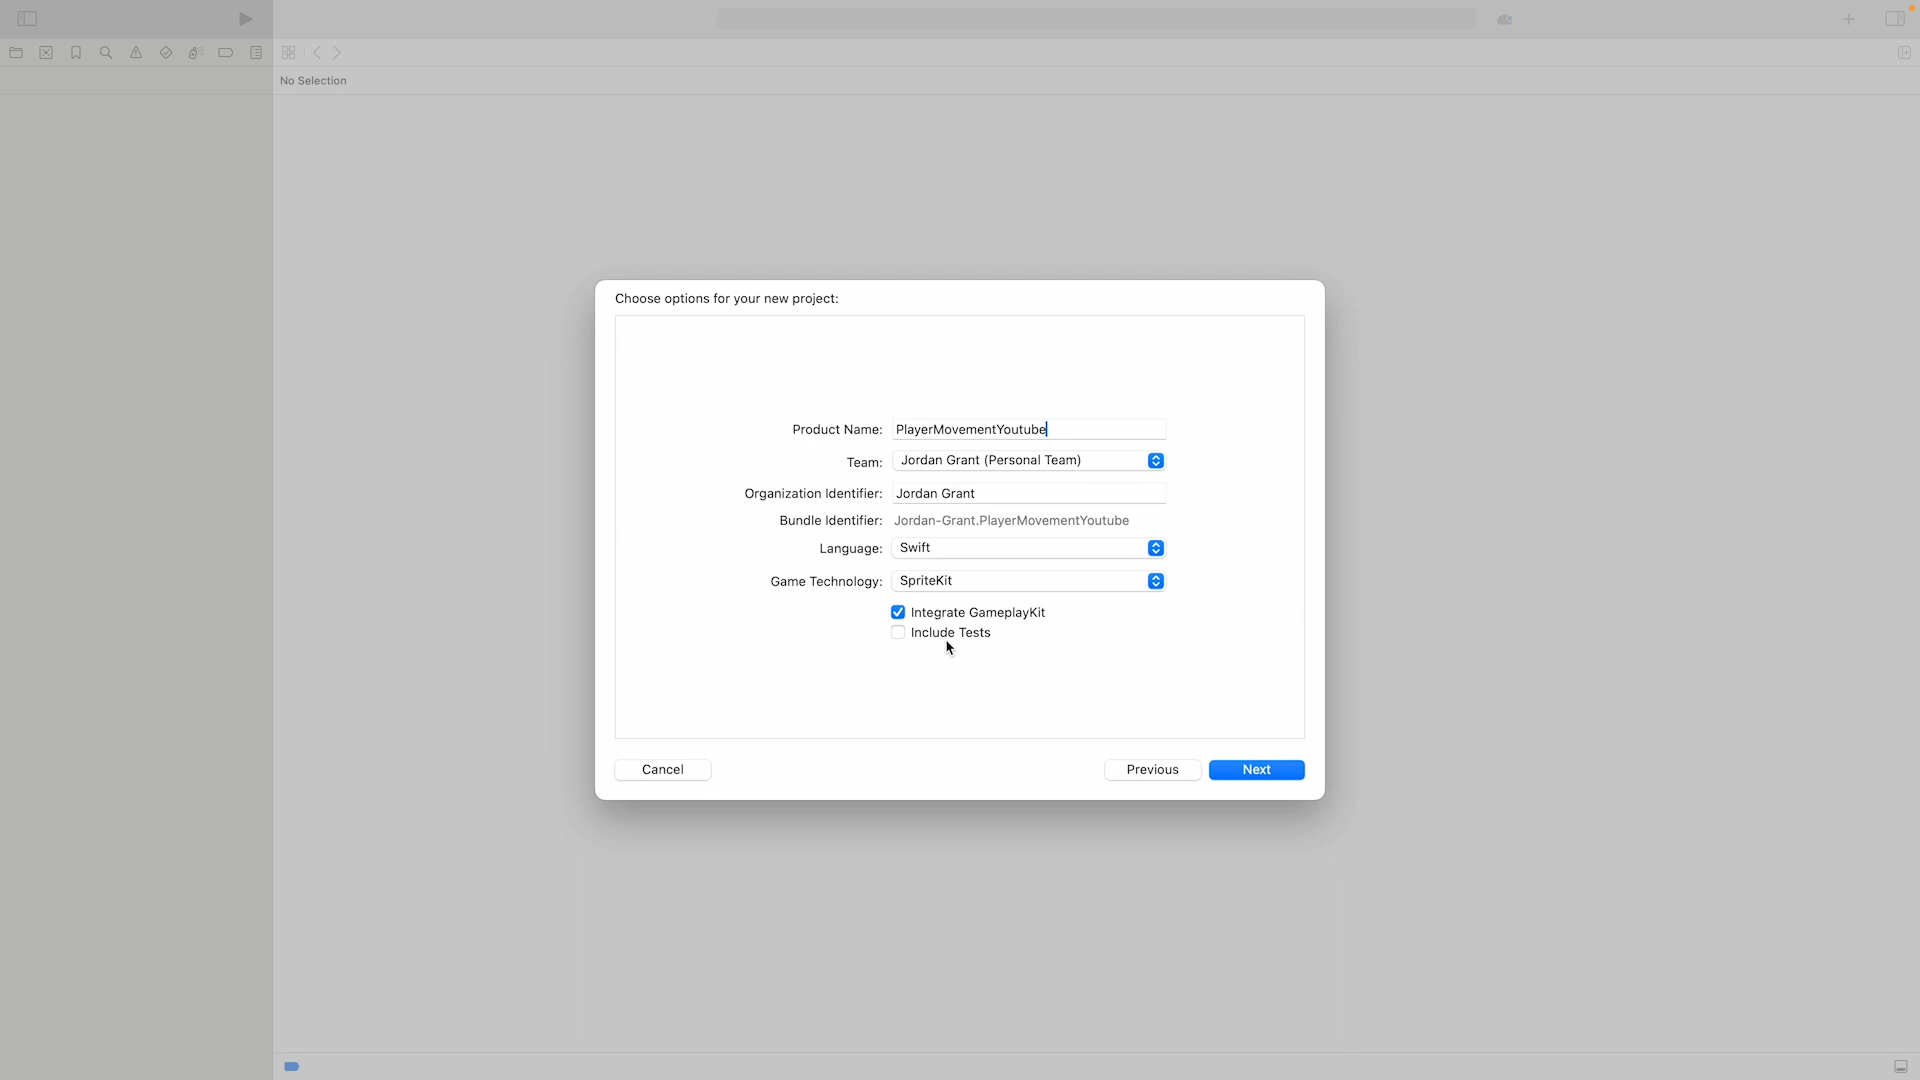 No Selection
Choose options for your new project:
Product Name: PlayerMovementYoutube
Team: Jordan Grant (Personal Team)
Organization Identifier: Jordan Grant
Bundle Identifier: Jordan-Grant.PlayerMovementYoutube
Language: Swift
Game Technology: SpriteKit
Integrate GameplayKit
Include Tests
Cancel Previous Next